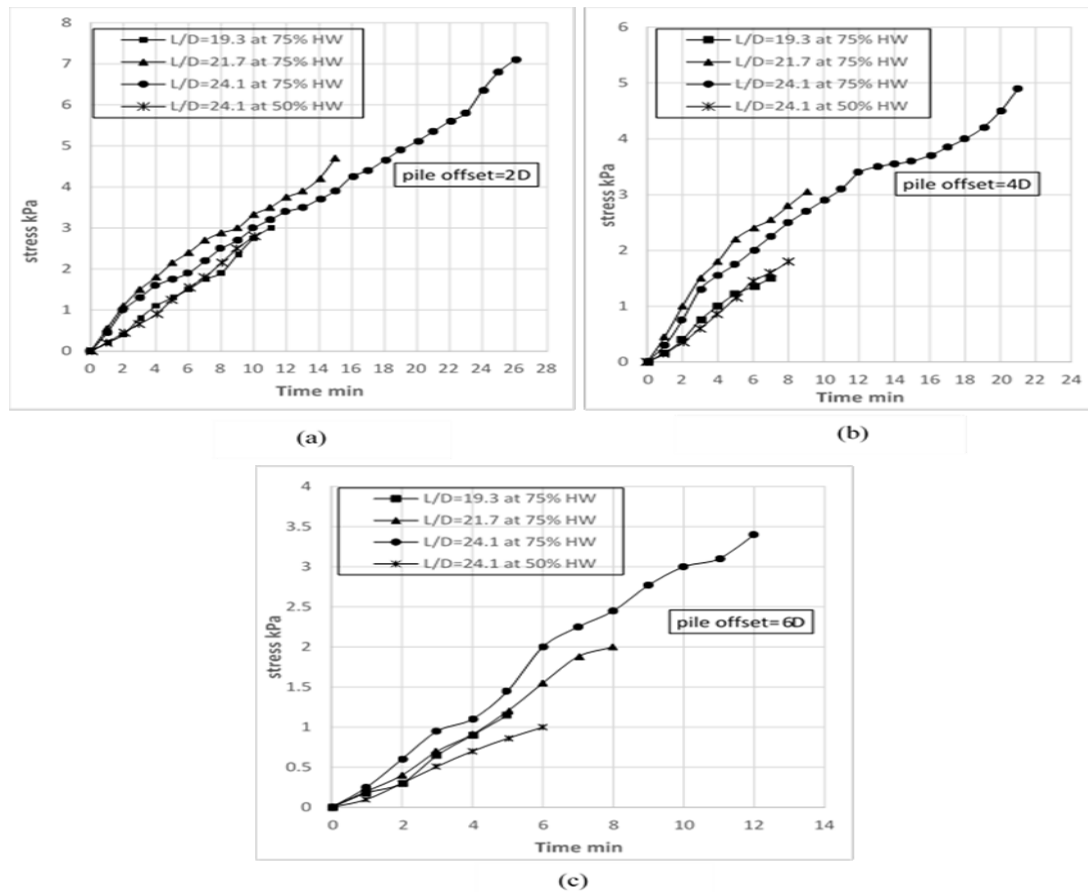 8
7
6
5
4
3
2
1
0
stress kPa
L/D=19.3 at 75% HW
L/D=21.7 at 75% HW
L/D=24.1 at 75% HW
L/D=24.1 at 50% HW
pile offset=2D
0 2 4 6 8 10 12 14 16 18 20 22 24 26 28
Time min
(a)
6
5
4
3
2
1
0
stress kPa
L/D=19.3 at 75% HW
L/D=21.7 at 75% HW
L/D=24.1 at 75% HW
L/D=24.1 at 50% HW
pile offset=4D
0 2 4 6 8 10 12 14 16 18 20 22 24
Time min
(b)
4
3.5
3
2.5
2
1.5
1
0.5
0
stress kPa
L/D=19.3 at 75% HW
L/D=21.7 at 75% HW
L/D=24.1 at 75% HW
L/D=24.1 at 50% HW
pile offset=6D
0 2 4 6 8 10 12 14
Time min
(c)